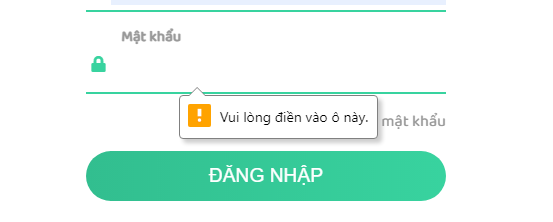 Mật khẩu
Vui lòng điền vào ô này.
mật khẩu
ĐĂNG NHẬP